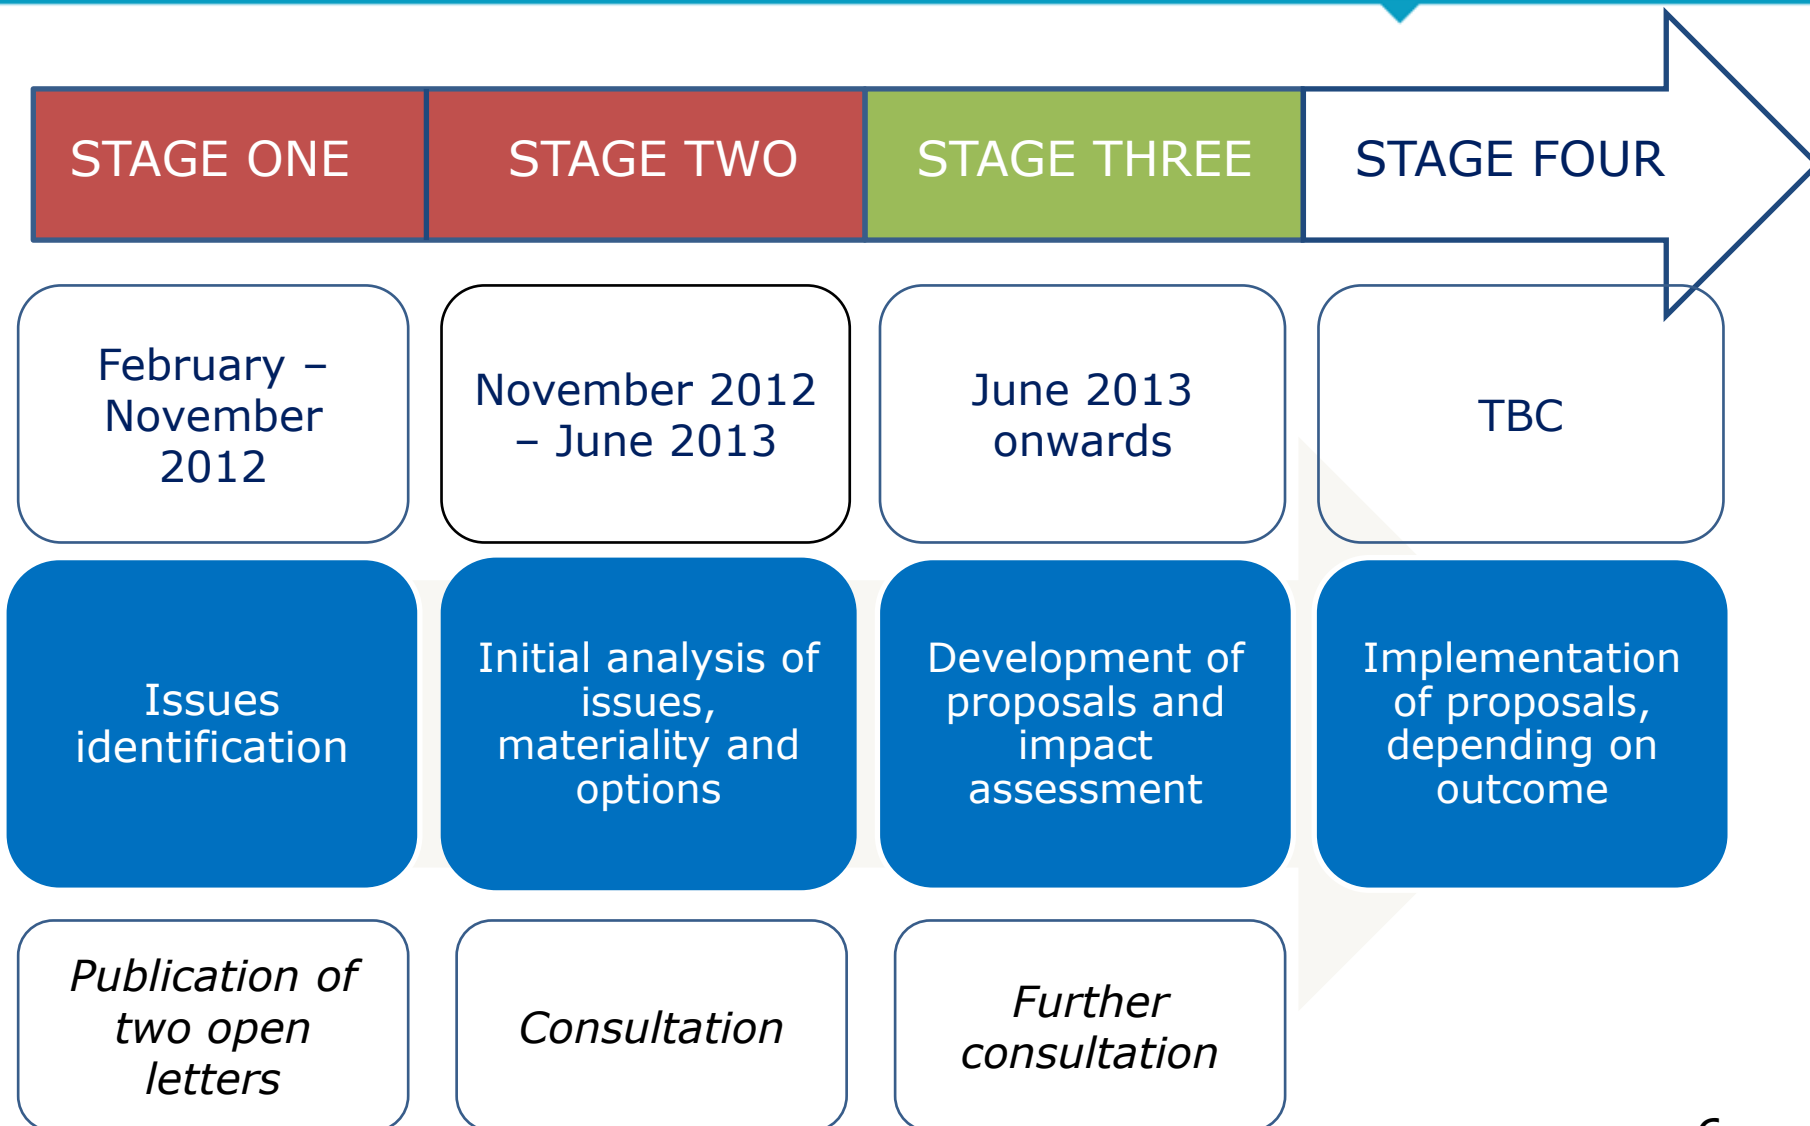 STAGE ONE
STAGE TWO
STAGE THREE
STAGE FOUR
February –
November
2012
November 2012
– June 2013
June 2013
onwards
TBC
Issues
identification
Initial analysis of
issues,
materiality and
options
Development of
proposals and
impact
assessment
Implementation
of proposals,
depending on
outcome
Publication of
two open
letters
Consultation
Further
consultation